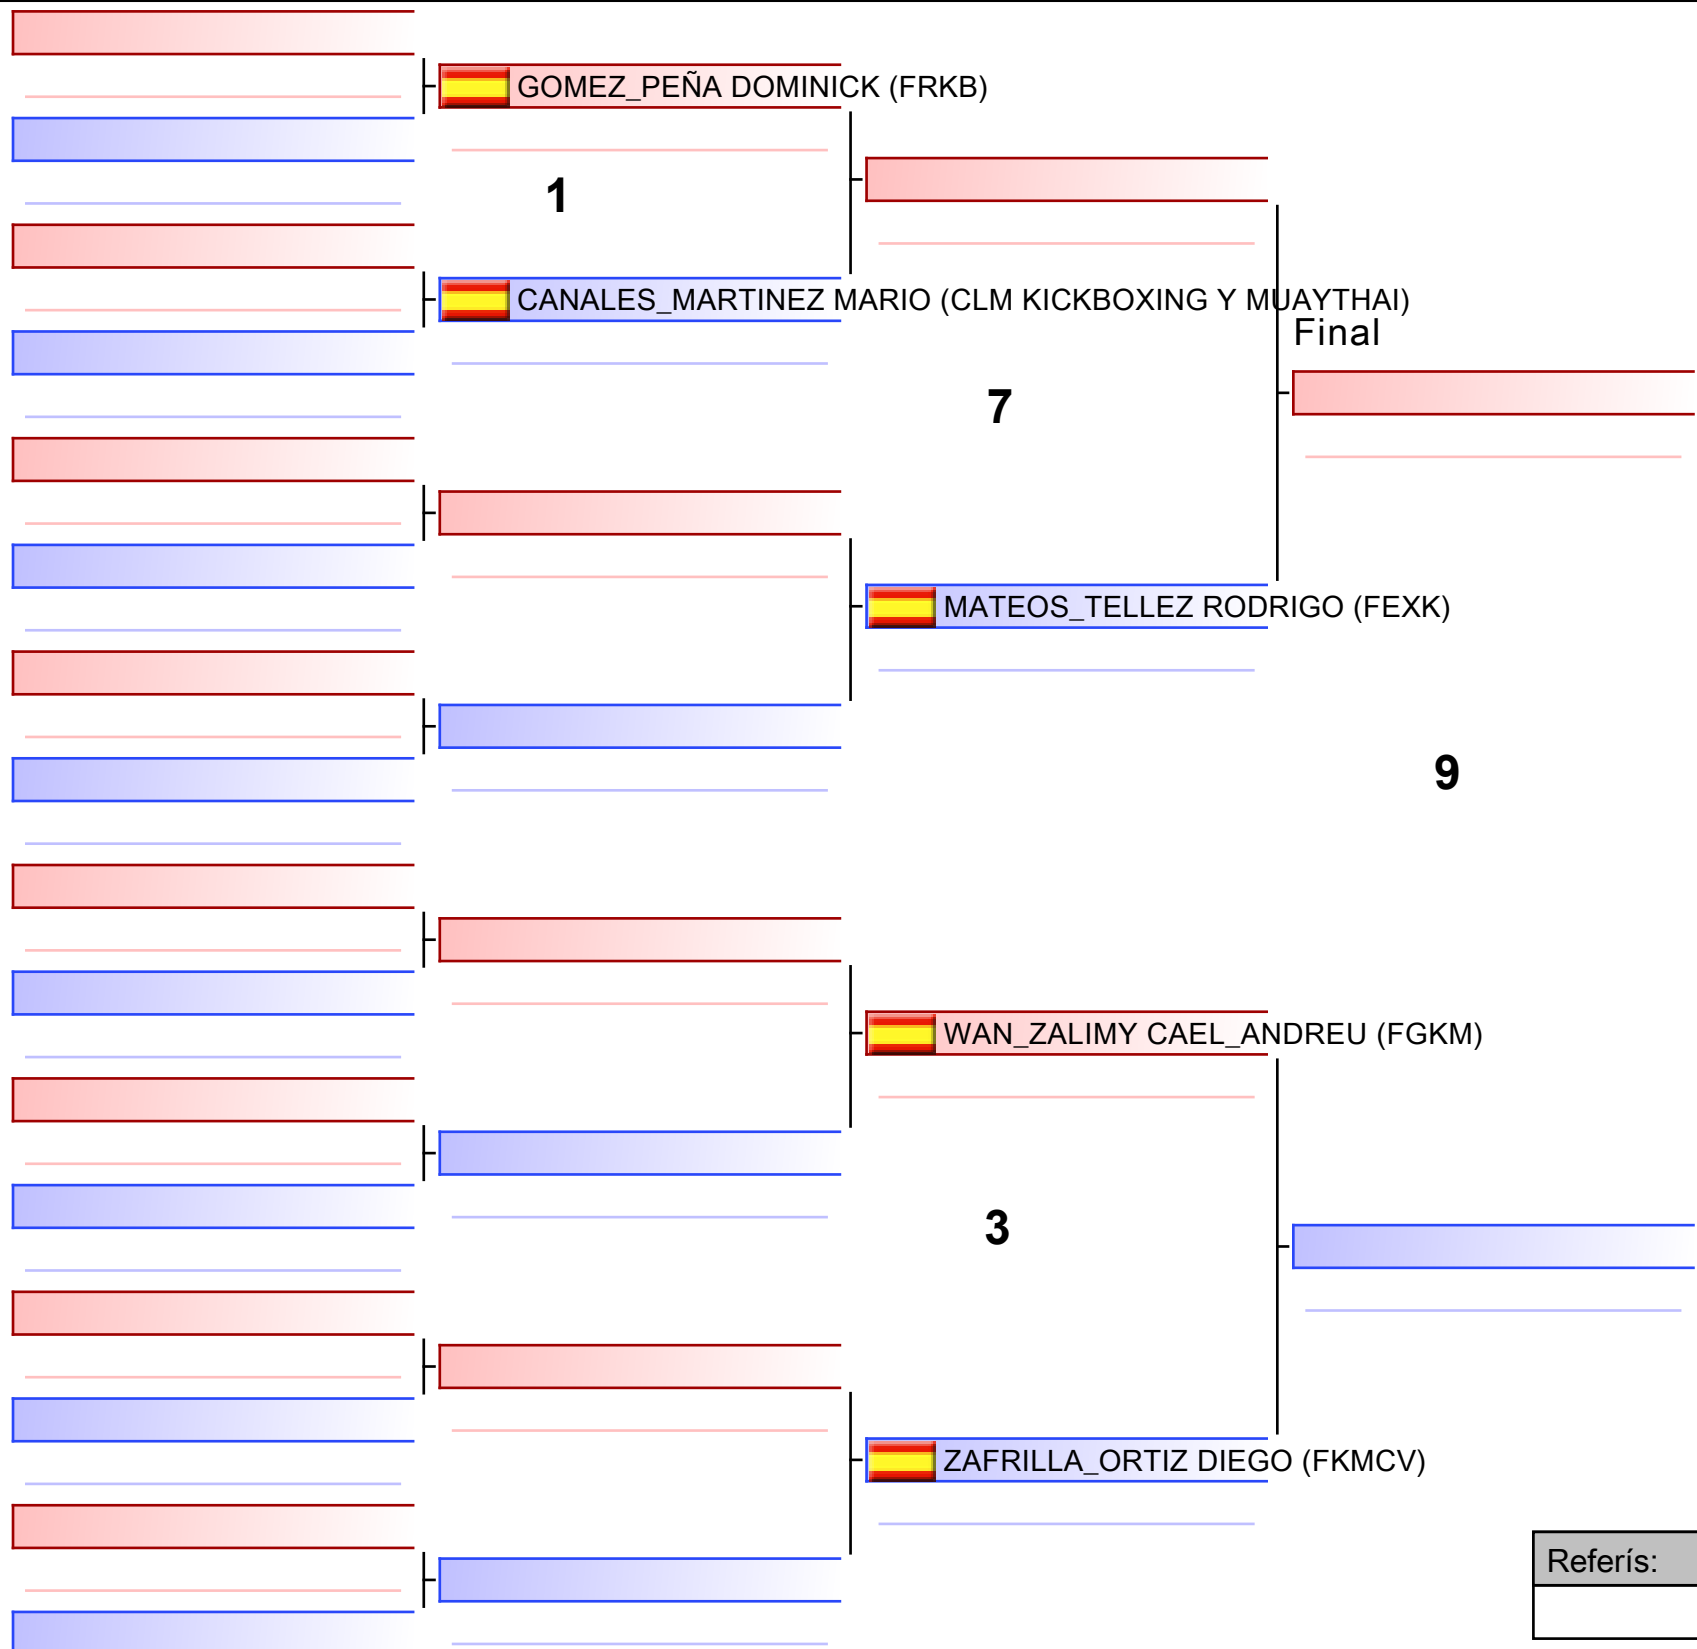 GOMEZ_PEÑA DOMINICK (FRKB)
1
CANALES_MARTINEZ MARIO (CLM KICKBOXING Y MUAYTHAI)
Final
7
MATEOS_TELLEZ RODRIGO (FEXK)
9
WAN_ZALIMY CAEL_ANDREU (FGKM)
3
ZAFRILLA_ORTIZ DIEGO (FKMCV)
Referís: